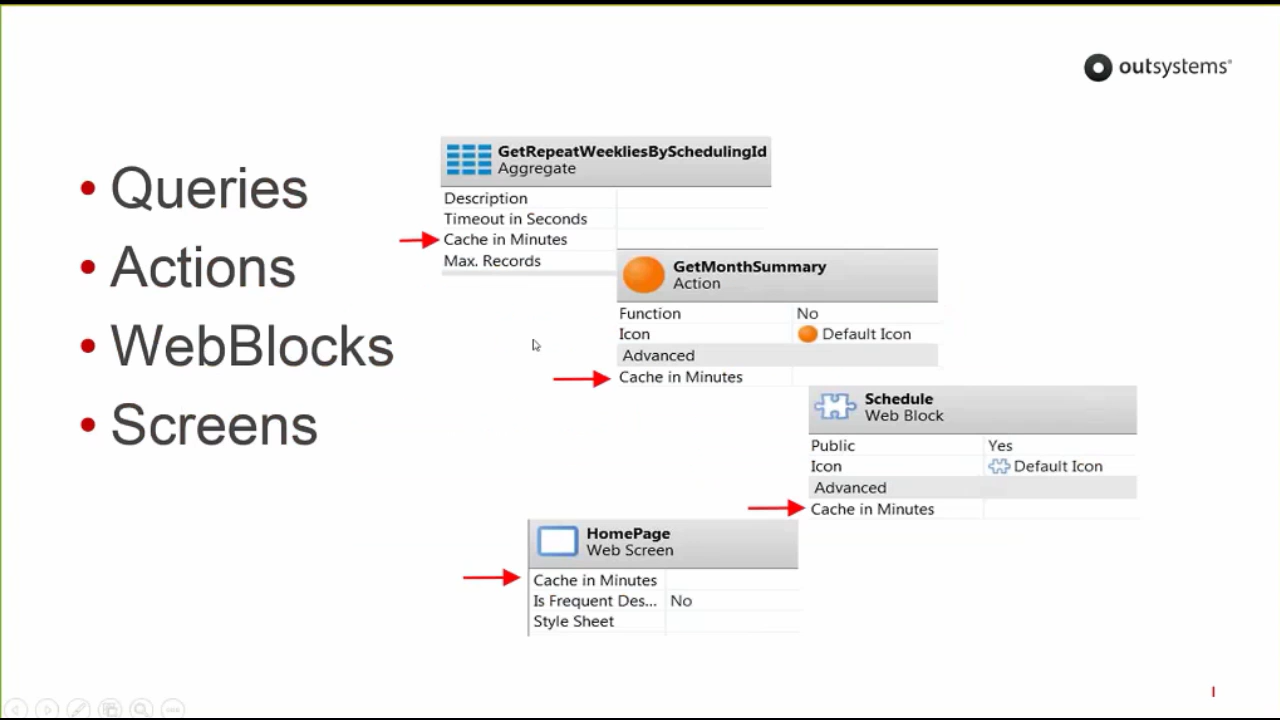 outsystems®
• Queries
• Actions
• WebBlocks
• Screens
GetRepeatWeekliesBySchedulingId
Aggregate
Description
Timeout in Seconds
Cache in Minutes
Max. Records
GetMonthSummary
Action
Function No
Icon Default Icon
Advanced
Cache in Minutes
Schedule
Web Block
Public Yes
Icon Default Icon
Advanced
Cache in Minutes
HomePage
Web Screen
Cache in Minutes
Is Frequent Des... No
Style Sheet